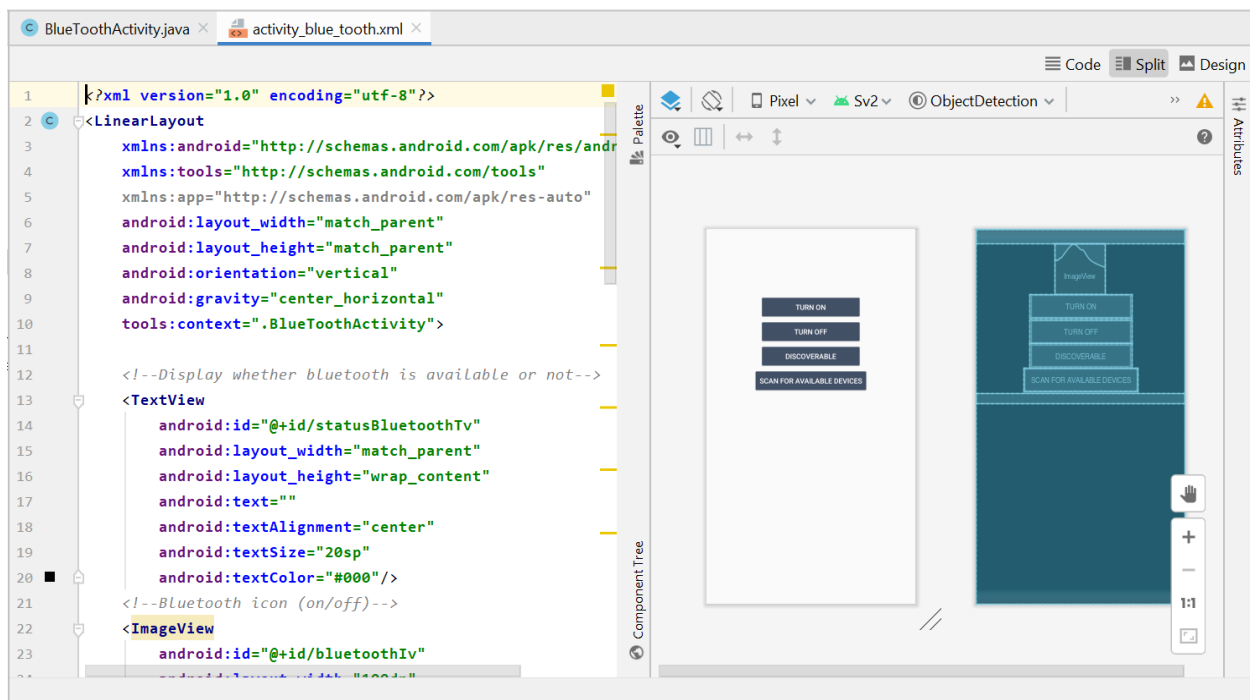 BlueToothActivity.java activity_blue_tooth.xml
Code Split Design
1 <?xml version="1.0" encoding="utf-8"?>
2 <LinearLayout
3 xmlns:android="http://schemas.android.com/apk/res/andr
4 xmlns:tools="http://schemas.android.com/tools"
5 xmlns:app="http://schemas.android.com/apk/res-auto"
6 android:layout_width="match_parent"
7 android:layout_height="match_parent"
8 android:orientation="vertical"
9 android:gravity="center_horizontal"
10 tools:context=".BlueToothActivity">
11
12 <!--Display whether bluetooth is available or not-->
13 <TextView
14 android:id="@+id/statusBluetoothTv"
15 android:layout_width="match_parent"
16 android:layout_height="wrap_content"
17 android:text=""
18 android:textAlignment="center"
19 android:textSize="20sp"
20 android:textColor="#000"/>
21 <!--Bluetooth icon (on/off)-->
22 <ImageView
23 android:id="@+id/bluetoothIv"
Palette
Component Tree
Pixel Sv2 ObjectDetection
Attributes
TURN ON
TURN OFF
DISCOVERABLE
SCAN FOR AVAILABLE DEVICES
ImageView
TURN ON
TURN OFF
DISCOVERABLE
SCAN FOR AVAILABLE DEVICES
1:1